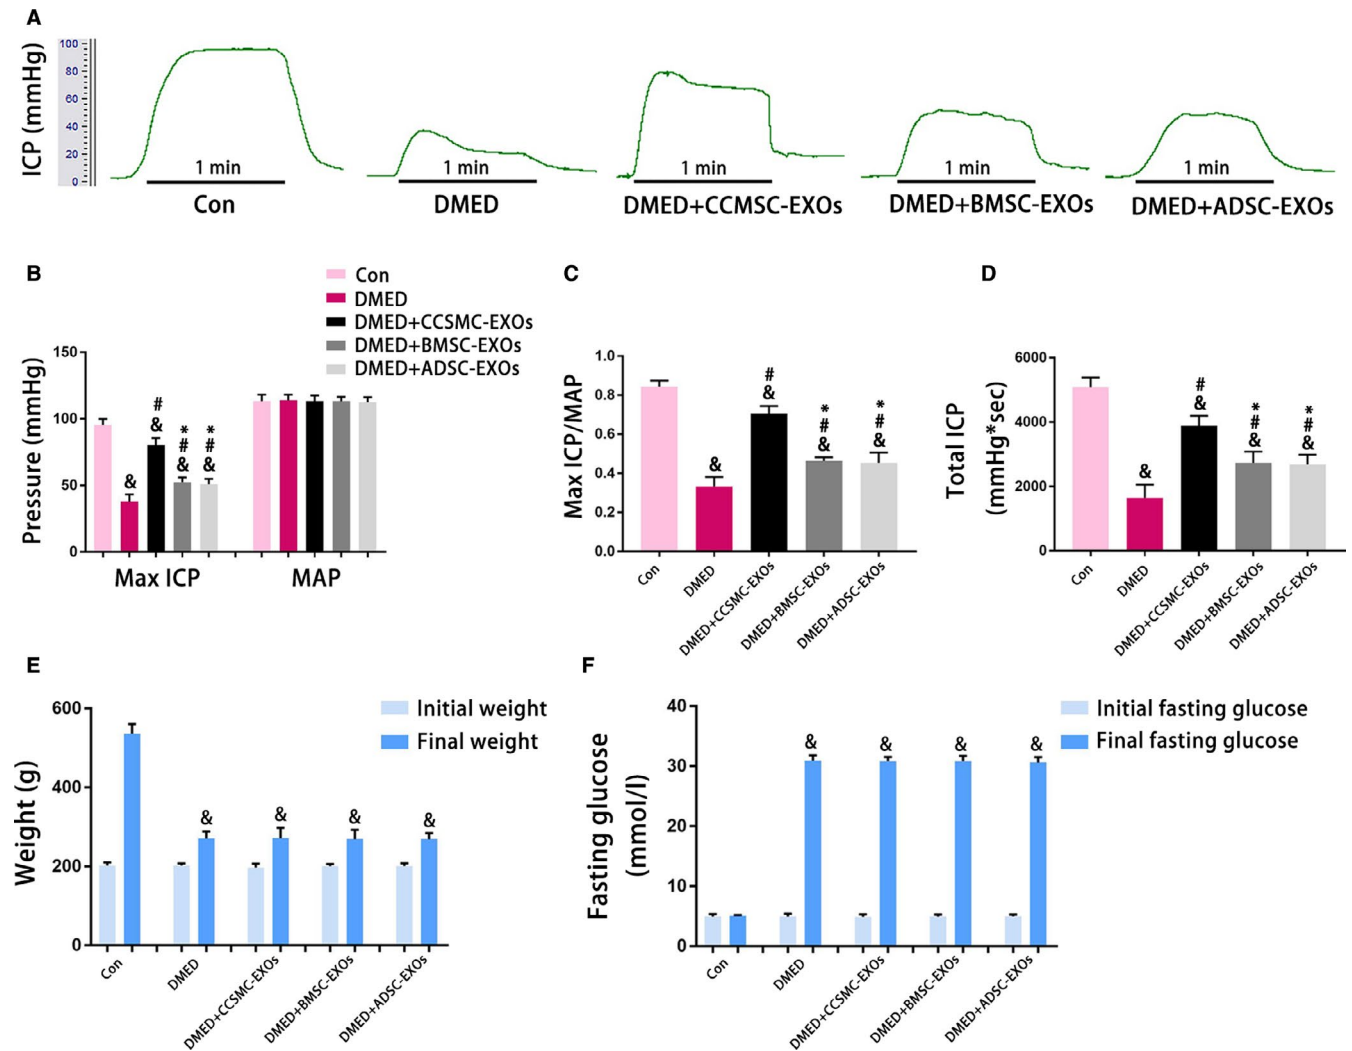 A
ICP (mmHg)
100
80
60
40
20
0
1 min
1 min
1 min
1 min
1 min
Con
DMED
DMED+CCMSC-EXOs
DMED+BMSC-EXOs
DMED+ADSC-EXOs
B
Con
DMED
DMED+CCSMC-EXOs
DMED+BMSC-EXOs
DMED+ADSC-EXOs
Pressure (mmHg)
150
100
50
0
&
#
&
*
#
&
*
#
&
Max ICP
MAP
C
Max ICP/MAP
1.0
0.8
0.6
0.4
0.2
0.0
&
#
&
*
#
&
*
#
&
Con
DMED
DMED+CCSMC-EXOs
DMED+BMSC-EXOs
DMED+ADSC-EXOs
D
Total ICP
(mmHg*sec)
6000
4000
2000
0
&
#
&
*
#
&
*
#
&
Con
DMED
DMED+CCSMC-EXOs
DMED+BMSC-EXOs
DMED+ADSC-EXOs
E
Initial weight
Final weight
Weight (g)
600
400
200
0
&
&
&
&
Con
DMED
DMED+CCSMC-EXOs
DMED+BMSC-EXOs
DMED+ADSC-EXOs
F
Initial fasting glucose
Final fasting glucose
Fasting glucose
(mmol/l)
40
30
20
10
0
&
&
&
&
Con
DMED
DMED+CCSMC-EXOs
DMED+BMSC-EXOs
DMED+ADSC-EXOs